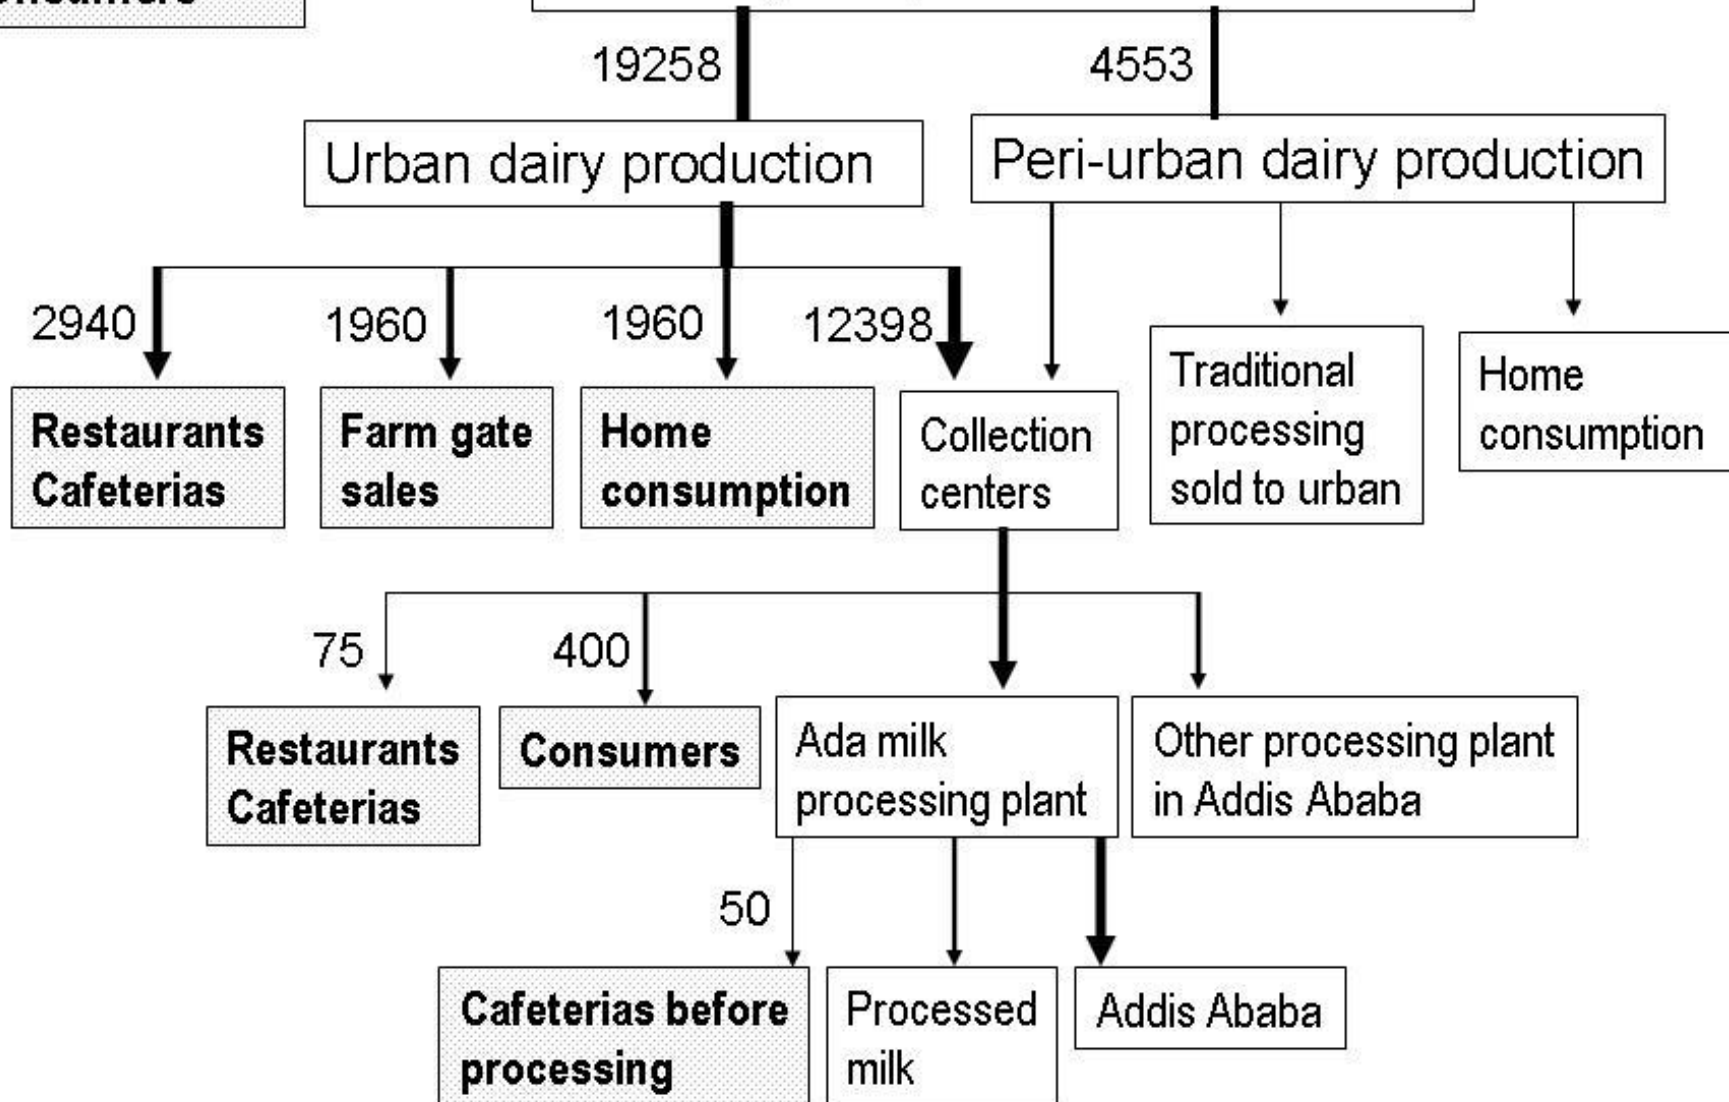 19258
4553
Urban dairy production
Peri-urban dairy production
2940
1960
1960
12398
Restaurants
Cafeterias
Farm gate
sales
Home
consumption
Collection
centers
Traditional
processing
sold to urban
Home
consumption
75
400
Restaurants
Cafeterias
Consumers
Ada milk
processing plant
Other processing plant
in Addis Ababa
50
Cafeterias before
processing
Processed
milk
Addis Ababa